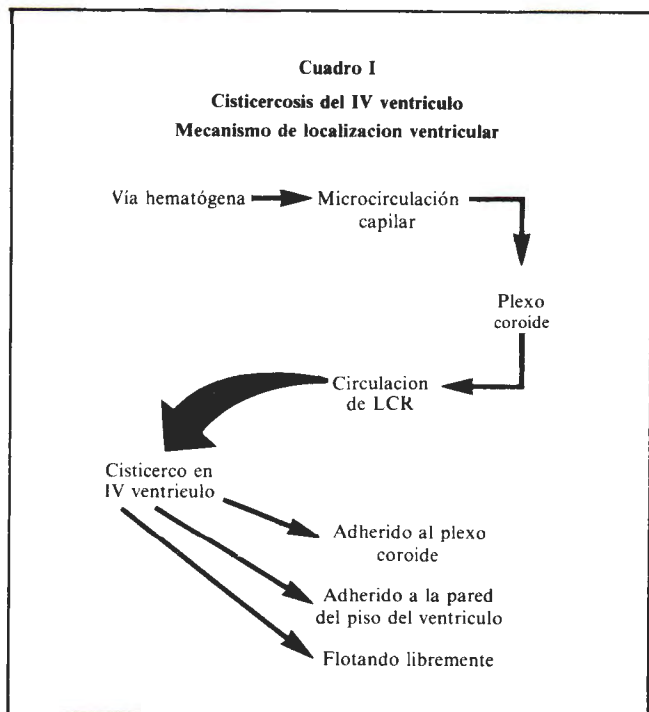 Cuadro I
Cisticercosis del IV ventriculo
Mecanismo de localizacion ventricular
Vía hematógena
Microcirculación
capilar
Plexo
coroide
Circulacion
de LCR
Cisticerco en
IV ventriculo
Adherido al plexo
coroide
Adherido a la pared
del piso del ventriculo
Flotando libremente